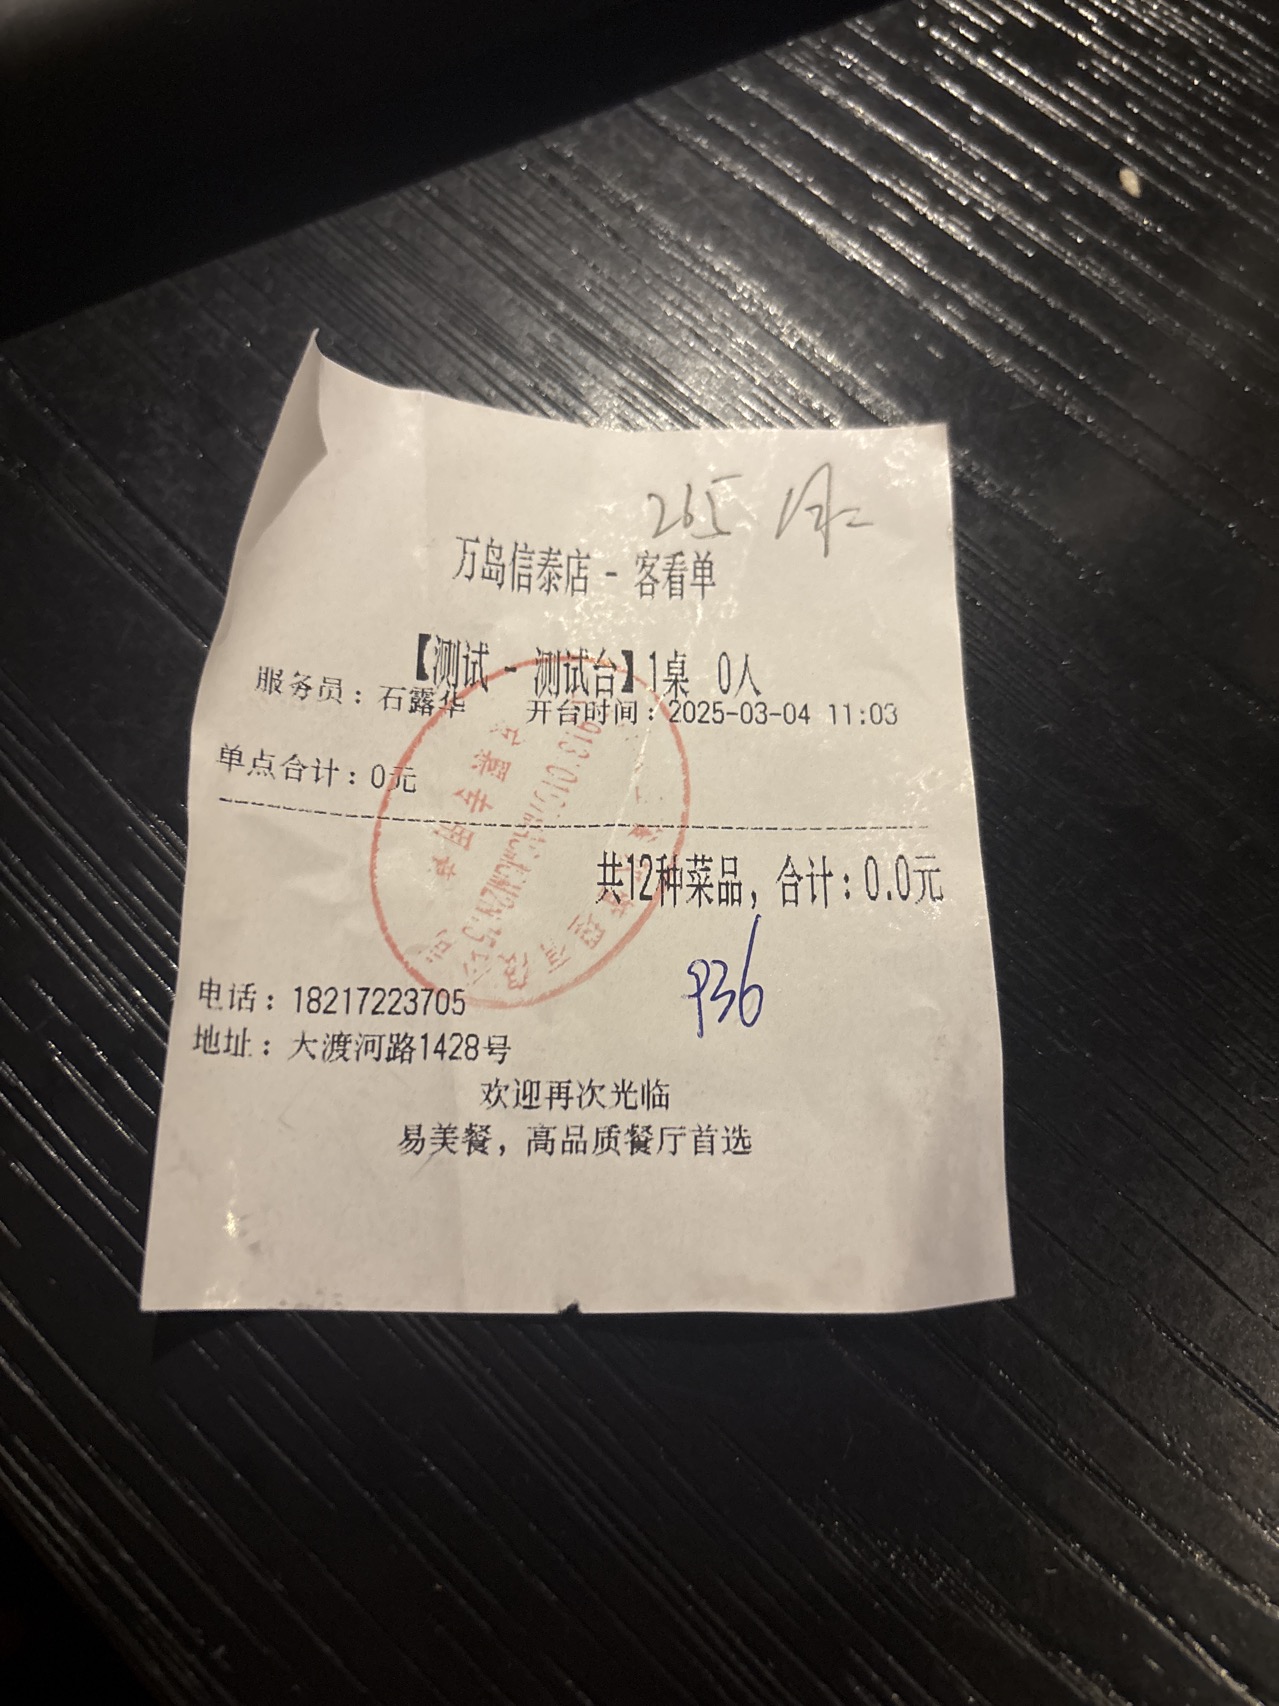 265
万岛信泰店 - 客看单
【测试 - 测试台】1桌 0人
服务员：石露华 开台时间：2025-03-04 11:03
单点合计：0元
共12种菜品，合计：0.0元
936
电话：18217223705
地址：大渡河路1428号
欢迎再次光临
易美餐，高品质餐厅首选